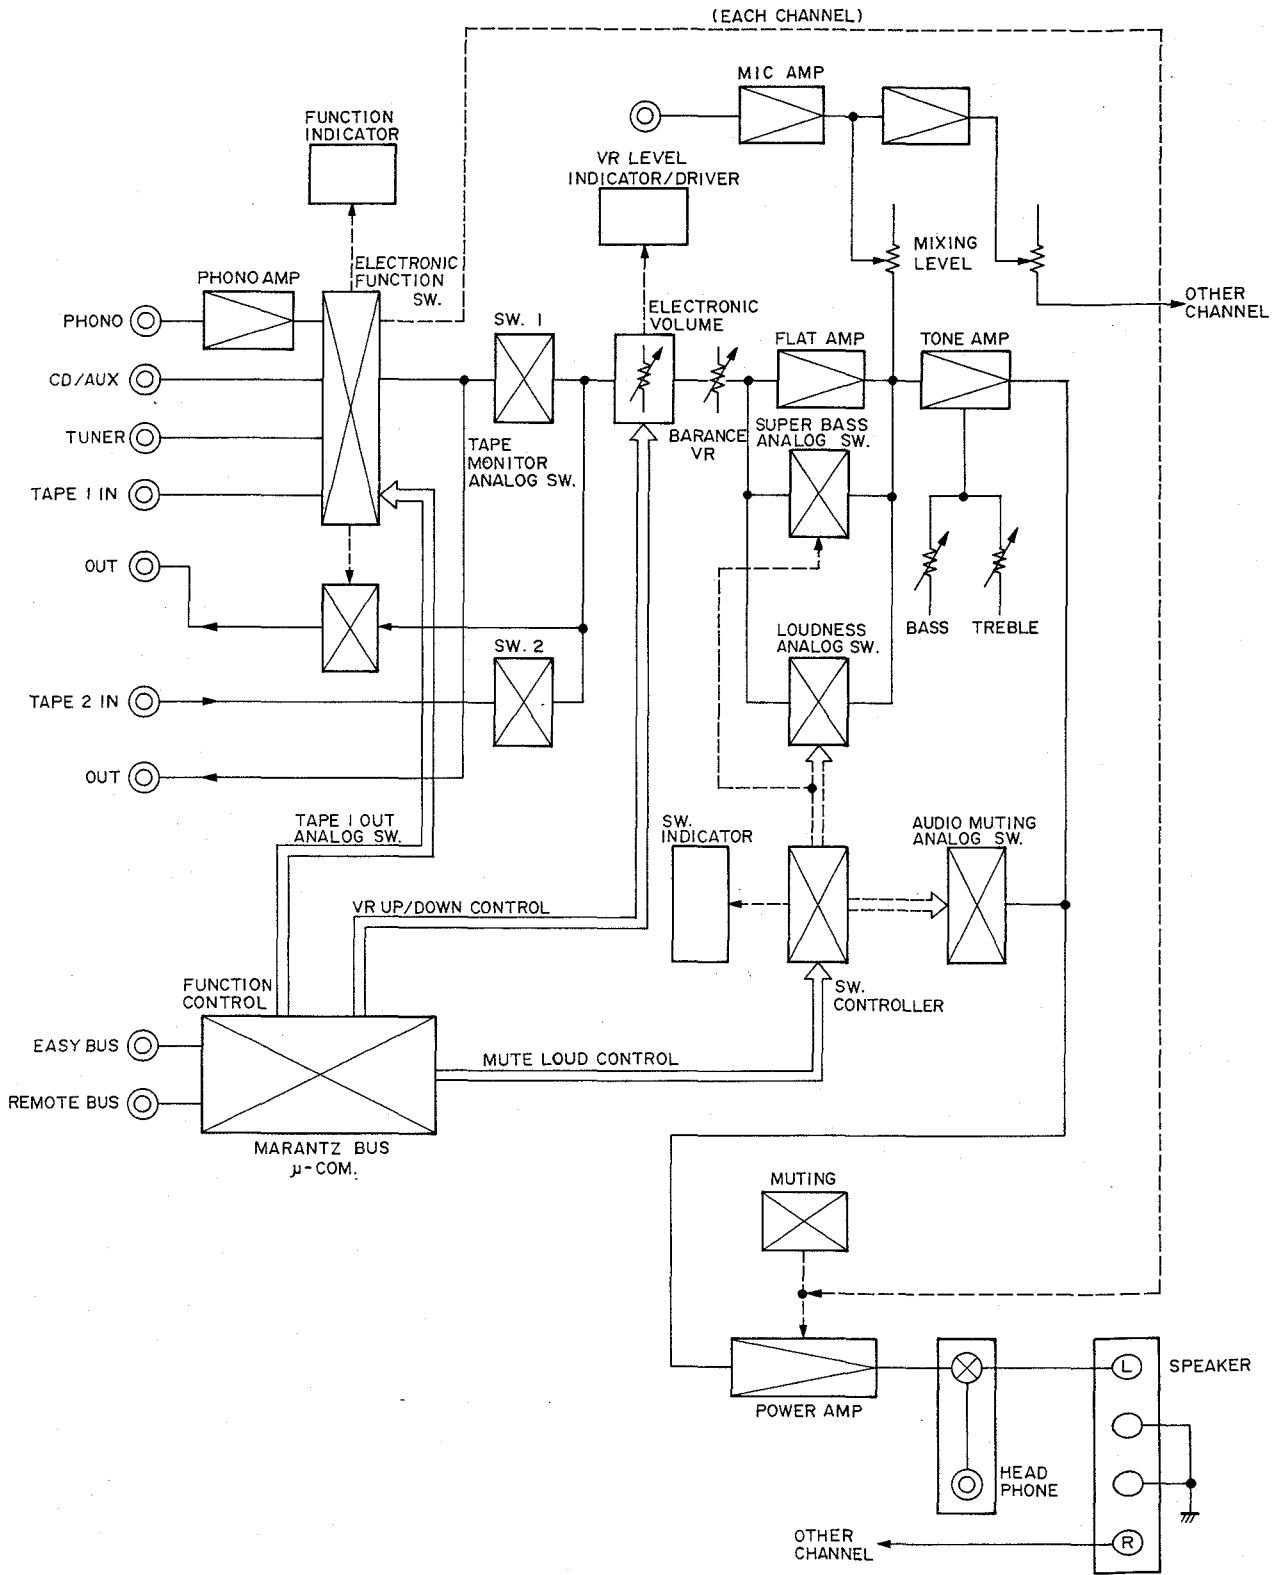 (EACH CHANNEL)
MIC AMP
FUNCTION
INDICATOR
VR LEVEL
INDICATOR/DRIVER
MIXING
LEVEL
PHONO AMP
ELECTRONIC
FUNCTION
SW.
OTHER
CHANNEL
PHONO
SW. 1
ELECTRONIC
VOLUME
FLAT AMP
TONE AMP
CD/AUX
TUNER
TAPE
MONITOR
ANALOG SW.
BARANCE
VR
SUPER BASS
ANALOG SW.
TAPE 1 IN
OUT
BASS
TREBLE
SW. 2
LOUDNESS
ANALOG SW.
TAPE 2 IN
OUT
TAPE 1 OUT
ANALOG SW.
SW.
INDICATOR
AUDIO MUTING
ANALOG SW.
VR UP/DOWN CONTROL
FUNCTION
CONTROL
SW.
CONTROLLER
EASY BUS
MUTE LOUD CONTROL
REMOTE BUS
MARANTZ BUS
μ-COM.
MUTING
L
SPEAKER
POWER AMP
HEAD
PHONE
OTHER
CHANNEL
R